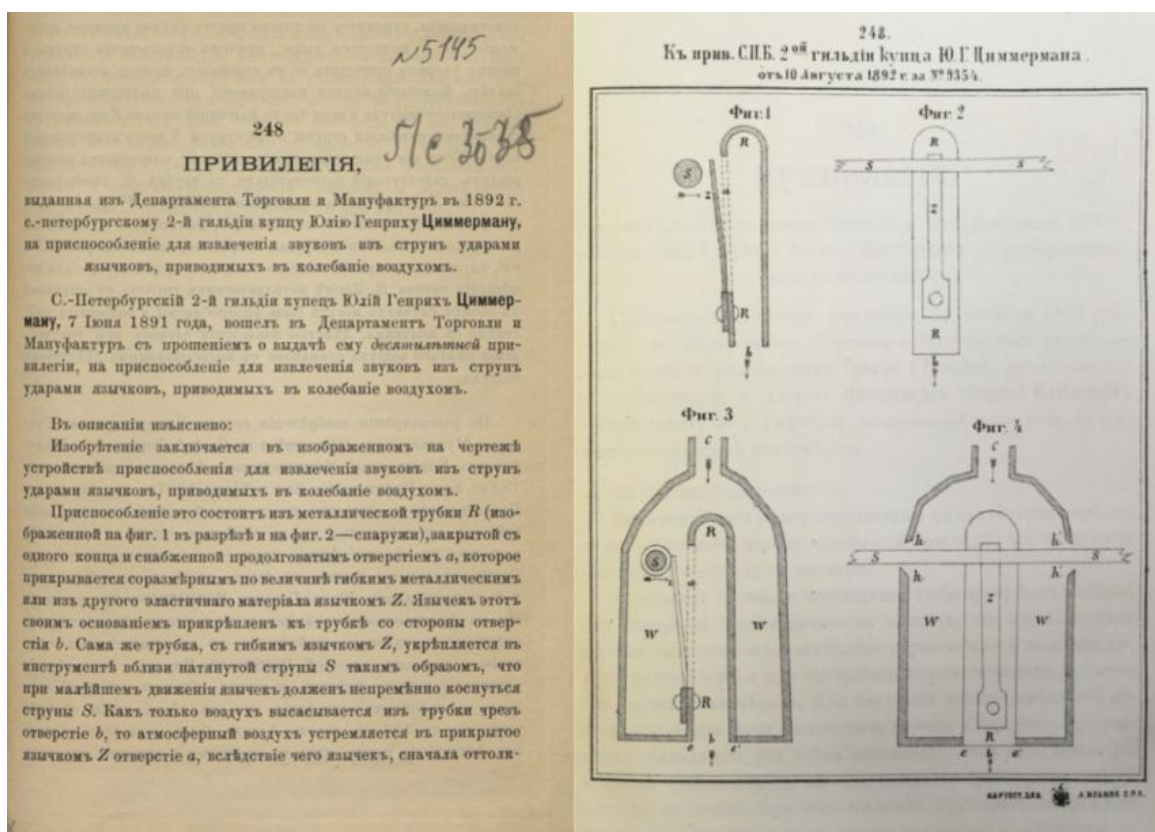 №5145
248
П/с 3035
ПРИВИЛЕГІЯ,
выданная изъ Департамента Торговли и Мануфактуръ въ 1892 г.
с.-петербургскому 2-й гильдіи купцу Юлію Генриху Циммерману,
на приспособленіе для извлеченія звуковъ изъ струнъ ударами
язычковъ, приводимыхъ въ колебаніе воздухомъ.
С.-Петербургскій 2-й гильдіи купецъ Юлій Генрихъ Циммер-
манъ, 7 Іюня 1891 года, вошелъ въ Департаментъ Торговли и
Мануфактуръ съ прошеніемъ о выдачѣ ему десятилѣтней при-
вилегіи, на приспособленіе для извлеченія звуковъ изъ струнъ
ударами язычковъ, приводимыхъ въ колебаніе воздухомъ.
Въ описаніи изъяснено:
Изобрѣтеніе заключается въ изображенномъ на чертежѣ
устройствѣ приспособленія для извлеченія звуковъ изъ струнъ
ударами язычковъ, приводимыхъ въ колебаніе воздухомъ.
Приспособленіе это состоитъ изъ металлической трубки R (изо-
браженной на фиг. 1 въ разрѣзѣ и на фиг. 2—снаружи), закрытой съ
одного конца и снабженной продолговатымъ отверстіемъ a, которое
прикрывается соразмѣрнымъ по величинѣ гибкимъ металлическимъ
или изъ другого эластичнаго матеріала язычкомъ Z. Язычекъ этотъ
своимъ основаніемъ прикрѣпленъ къ трубкѣ со стороны отвер-
стія b. Сама же трубка, съ гибкимъ язычкомъ Z, укрѣпляется въ
инструментѣ вблизи натянутой струны S такимъ образомъ, что
при малѣйшемъ движеніи язычекъ долженъ непремѣнно коснуться
струны S. Какъ только воздухъ высасывается изъ трубки чрезъ
отверстіе b, то атмосферный воздухъ устремляется въ прикрытое
язычкомъ Z отверстіе a, вслѣдствіе чего язычекъ, сначала оттолк-
248.
Къ прив. С.П.Б. 2ой гильдіи купца Ю. Г. Циммермана.
отъ 10 Августа 1892 г. за № 9354.
Фиг. 1
Фиг. 2
R
R
S
S
S
z
a
z
R
R
b
b
Фиг. 3
Фиг. 4
c
c
R
h
h'
S
S
S
a
h
h'
z
W
W
W
W
R
R
e
b
e'
e
b
e'
КАРТОГР. ЗАВ. А. ИЛЬИНА С.П.Б.